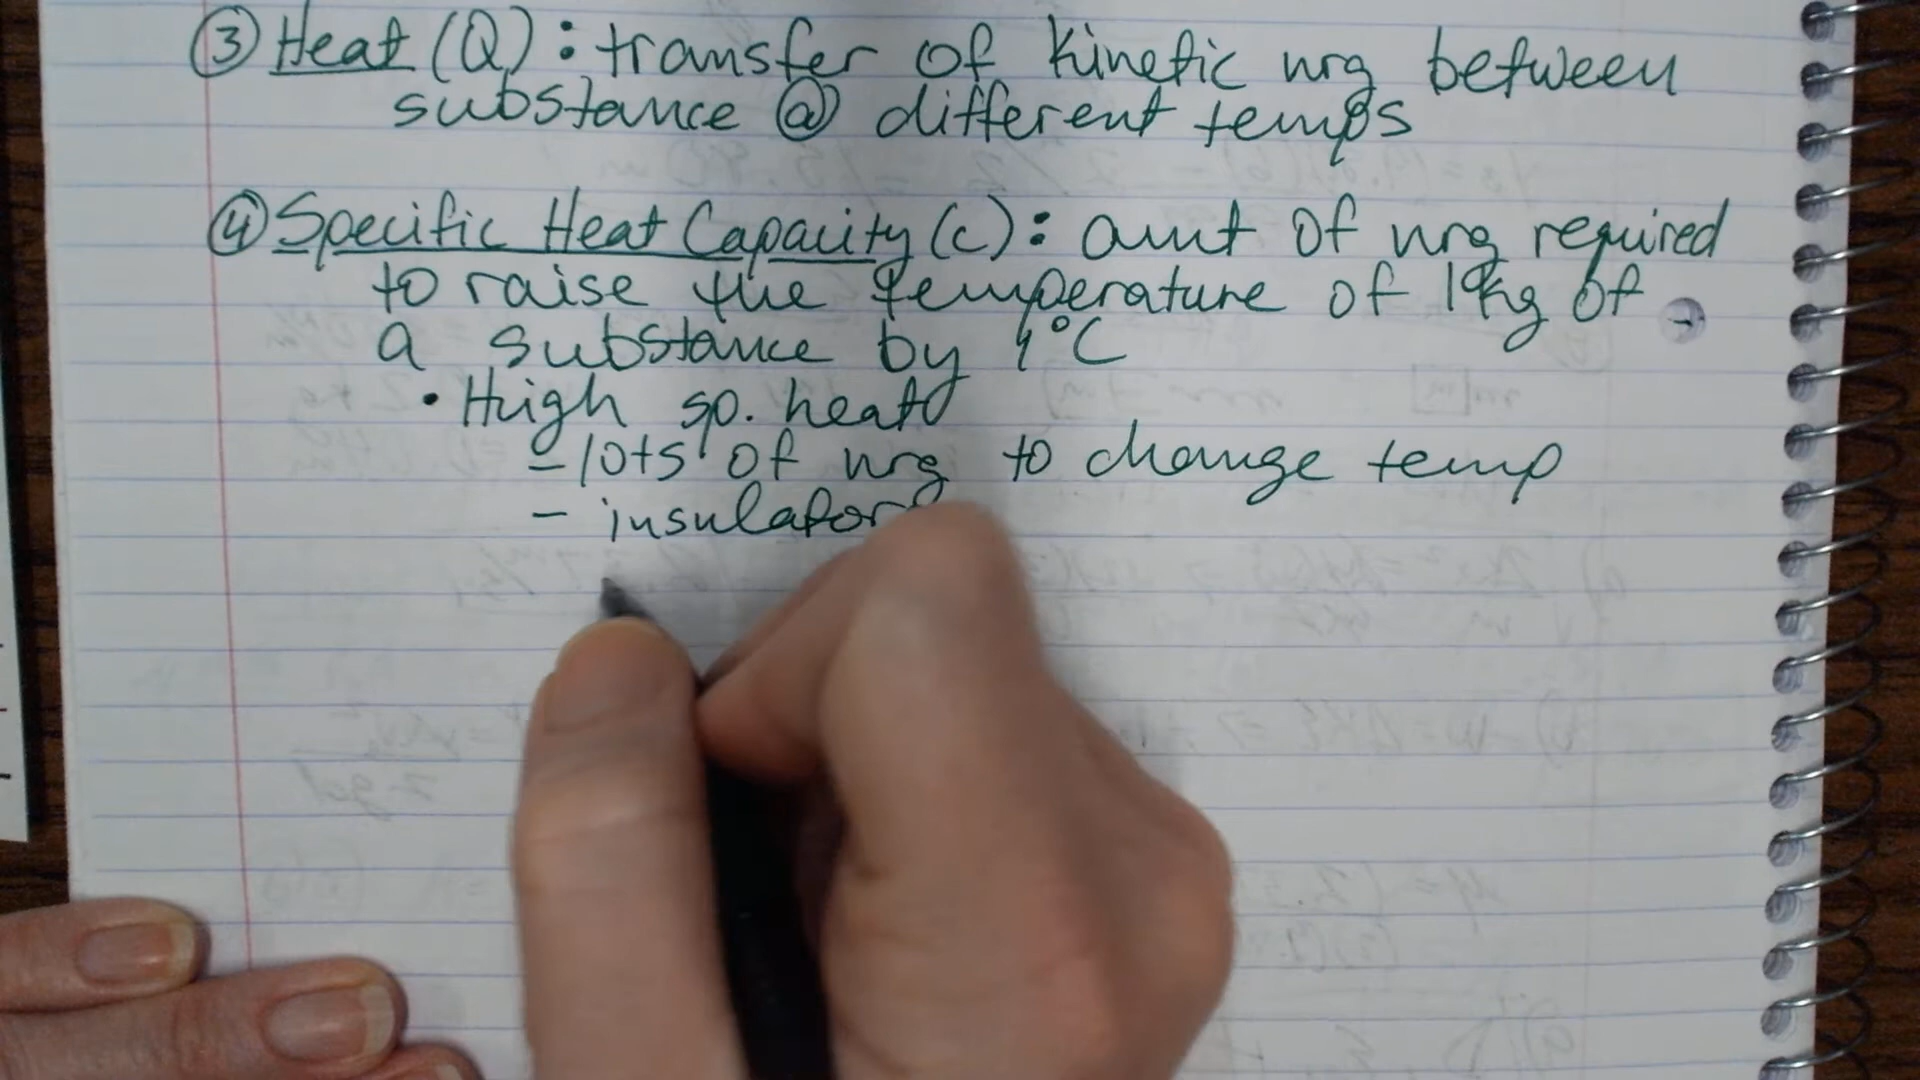 ③ Heat (Q) : transfer of kinetic nrg between
substance @ different temps
④ Specific Heat Capacity (c) : amt of nrg required
to raise the temperature of 1kg of
a substance by 1°C
• High sp. heat
- lots of nrg to change temp
- insulators